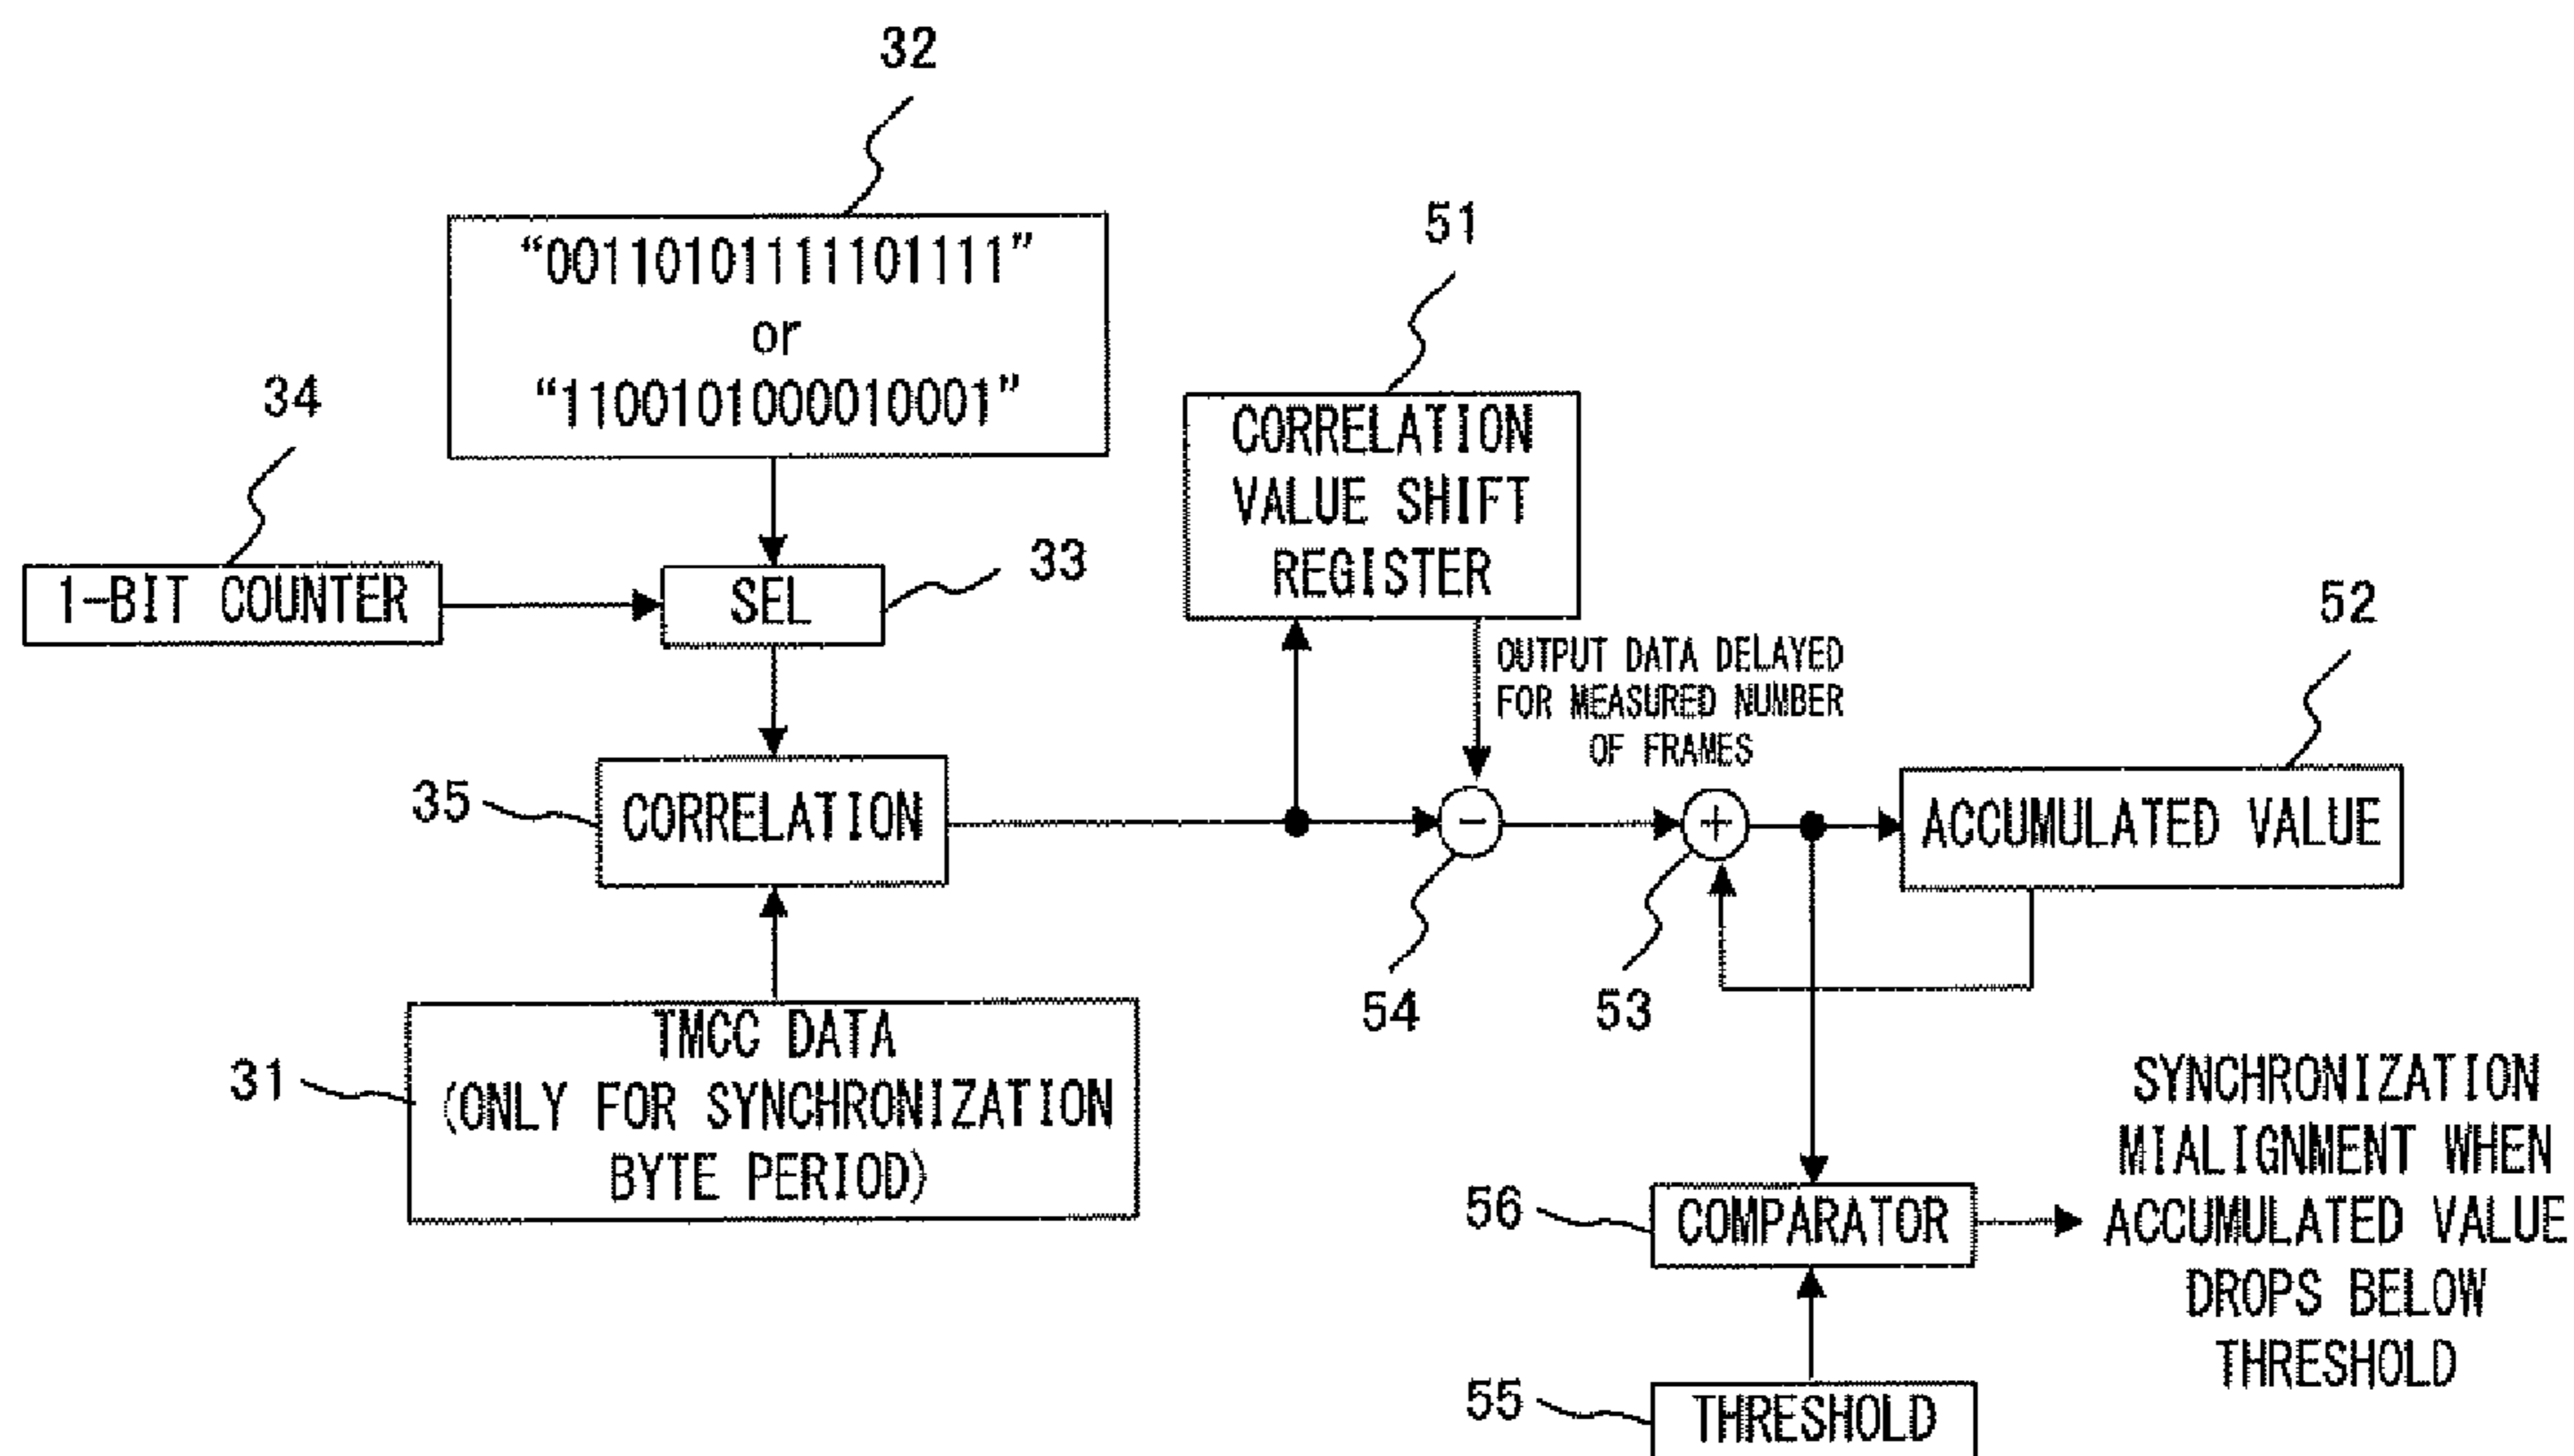 32
“00110101111101111”
or
“1100101000010001”
34
1-BIT COUNTER
SEL
33
35
CORRELATION
31
TMCC DATA
(ONLY FOR SYNCHRONIZATION
BYTE PERIOD)
51
CORRELATION
VALUE SHIFT
REGISTER
OUTPUT DATA DELAYED
FOR MEASURED NUMBER
OF FRAMES
52
ACCUMULATED VALUE
−
+
54
53
56
COMPARATOR
55
THRESHOLD
SYNCHRONIZATION
MIALIGNMENT WHEN
ACCUMULATED VALUE
DROPS BELOW
THRESHOLD